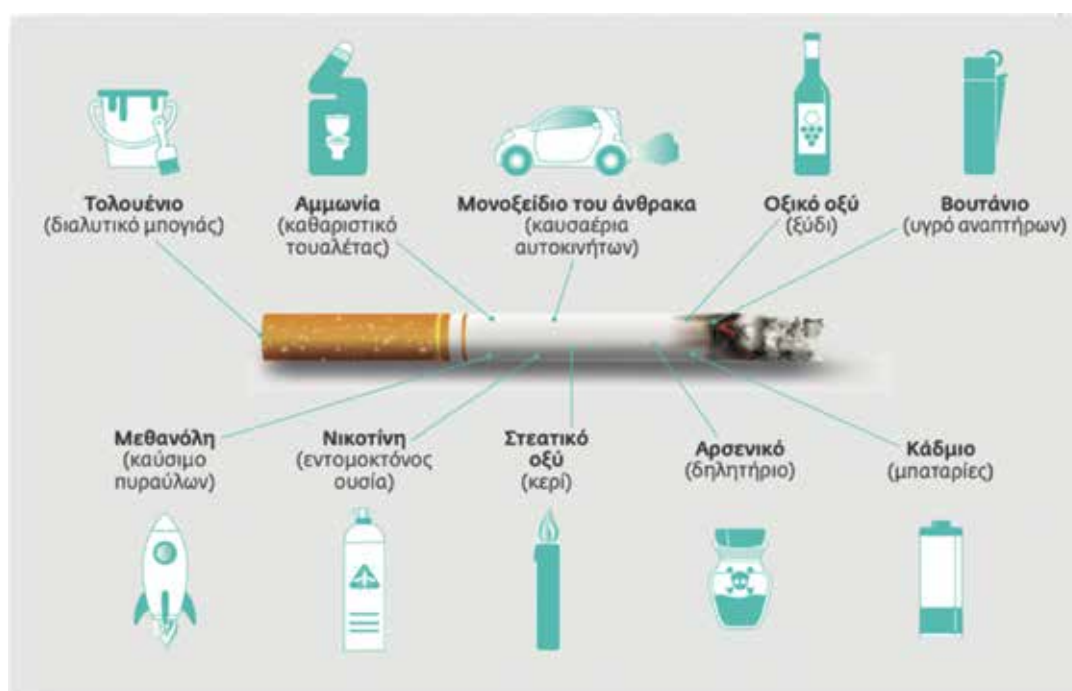 Τολουένιο
(διαλυτικό μπογιάς)
Αμμωνία
(καθαριστικό
τουαλέτας)
Μονοξείδιο του άνθρακα
(καυσαέρια
αυτοκινήτων)
Οξικό οξύ
(ξύδι)
Βουτάνιο
(υγρό αναπτήρων)
Μεθανόλη
(καύσιμο
πυραύλων)
Νικοτίνη
(εντομοκτόνος
ουσία)
Στεατικό
οξύ
(κερί)
Αρσενικό
(δηλητήριο)
Κάδμιο
(μπαταρίες)